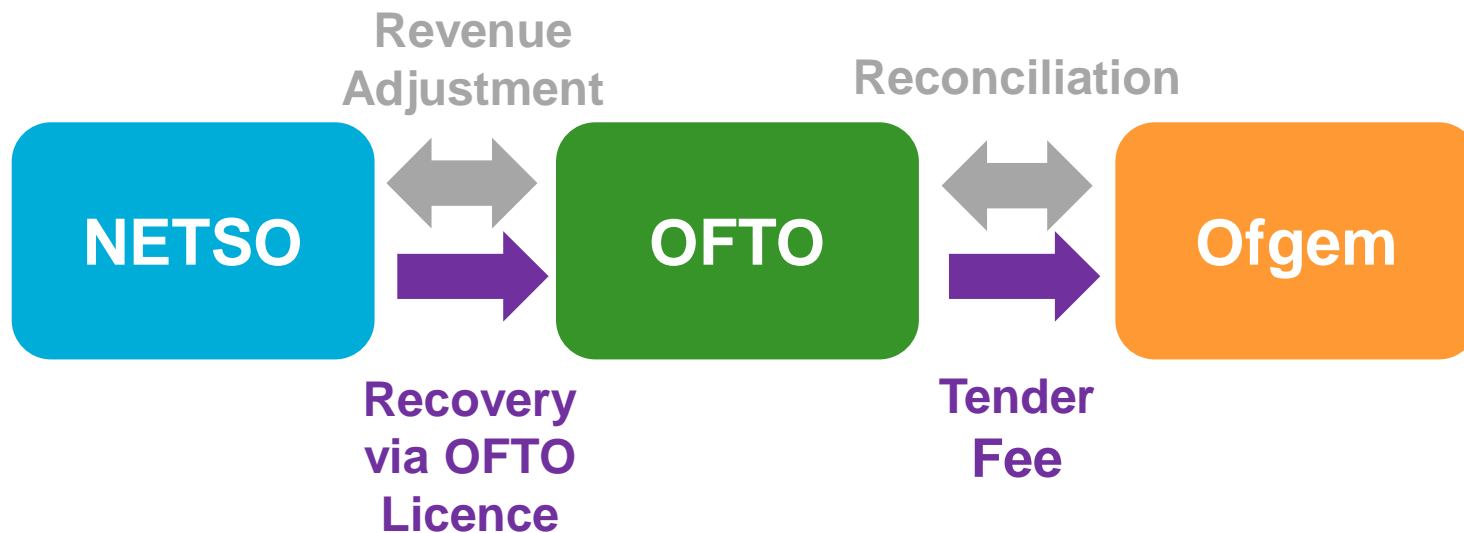 Revenue
Adjustment
Reconciliation
NETSO
OFTO
Ofgem
Recovery
via OFTO
Licence
Tender
Fee